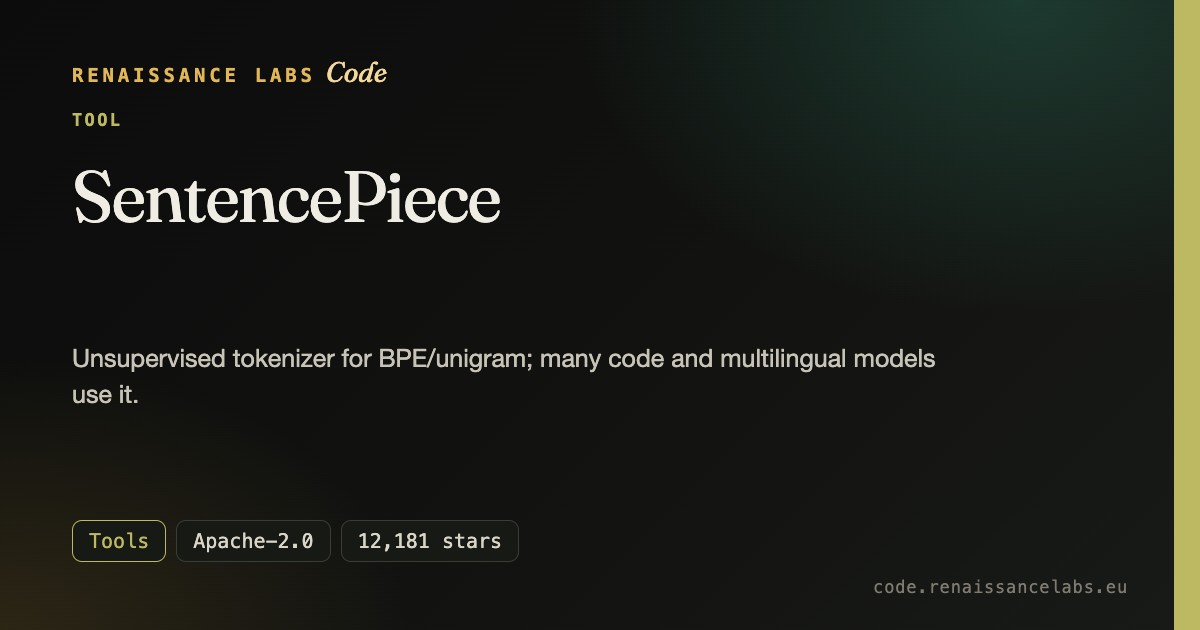 RENAISSANCE LABS Code
TOOL
SentencePiece
Unsupervised tokenizer for BPE/unigram; many code and multilingual models
use it.
Tools
Apache-2.0
12,181 stars
code.renaissancelabs.eu